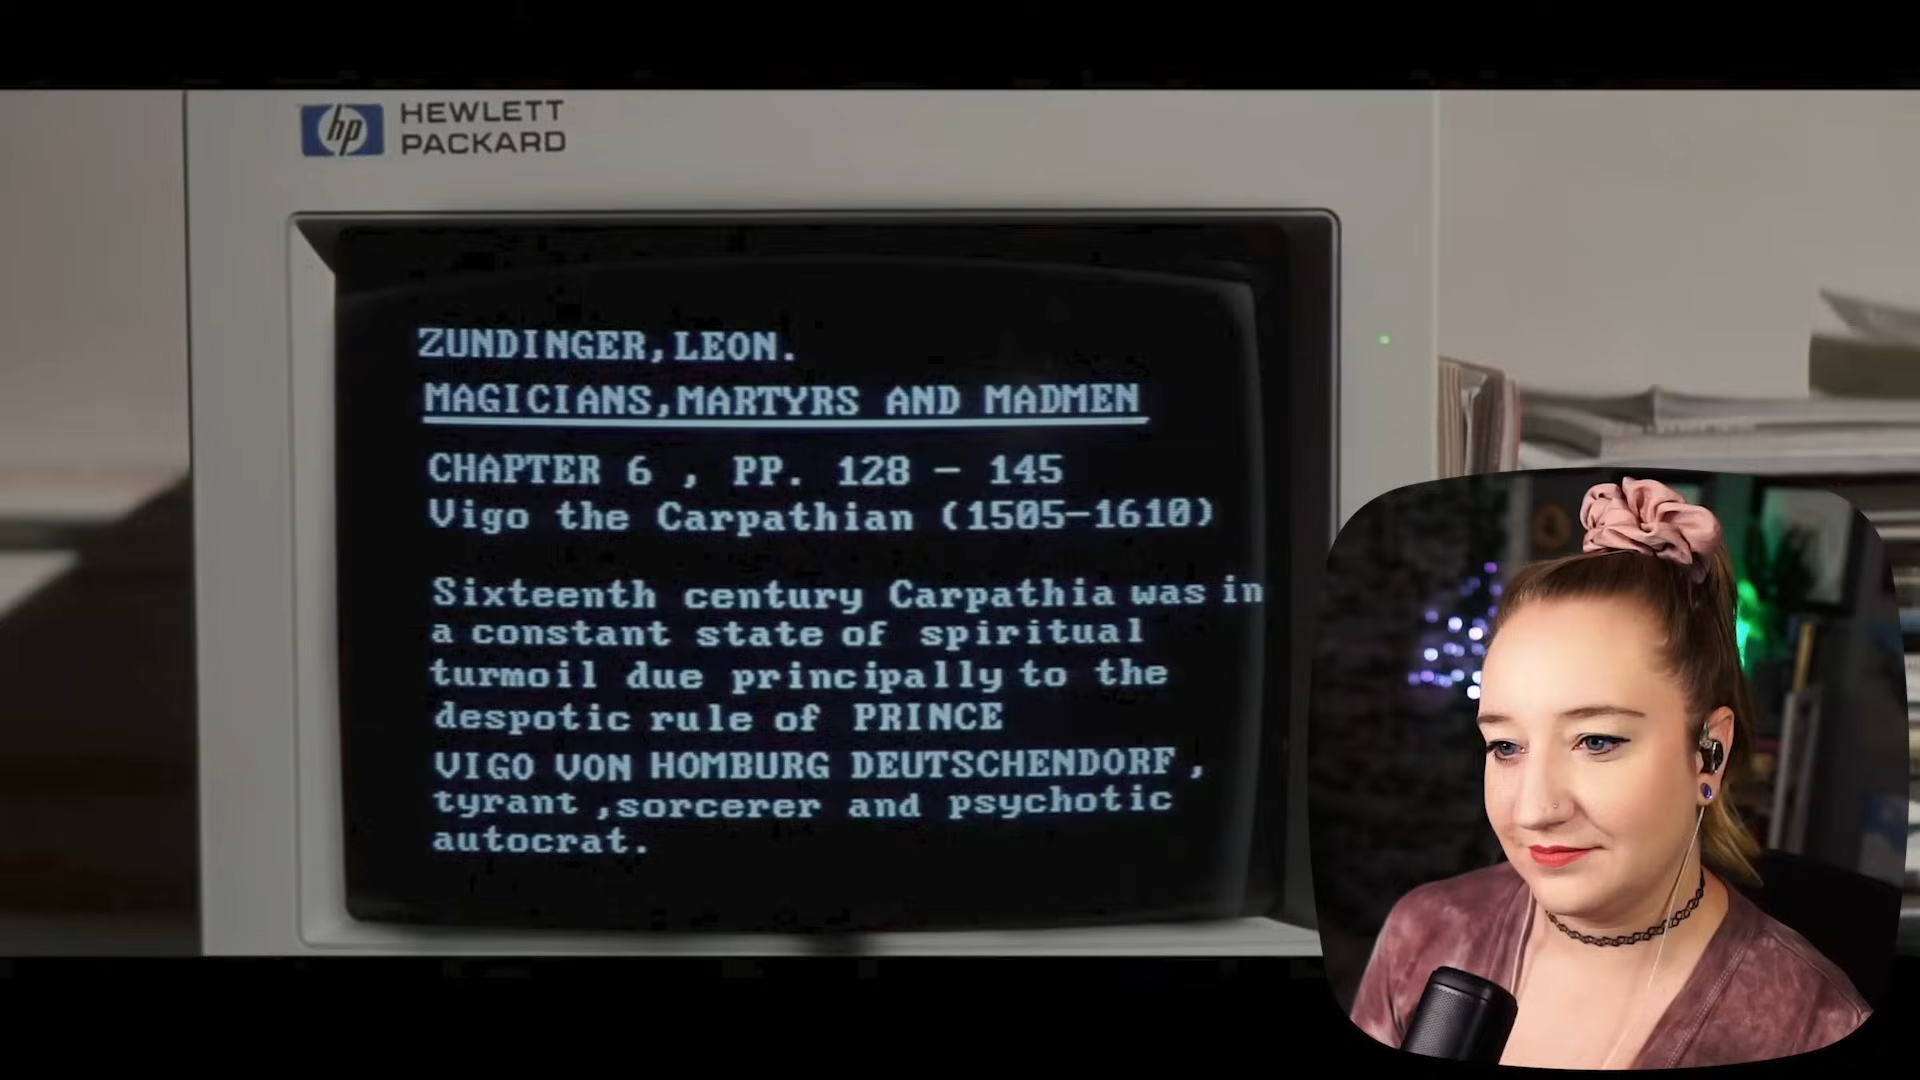 hp HEWLETT
PACKARD
ZUNDINGER,LEON.
MAGICIANS,MARTYRS AND MADMEN
CHAPTER 6 , PP. 128 – 145
Vigo the Carpathian (1505–1610)
Sixteenth century Carpathia was in
a constant state of spiritual
turmoil due principally to the
despotic rule of PRINCE
VIGO VON HOMBURG DEUTSCHENDORF ,
tyrant ,sorcerer and psychotic
autocrat.